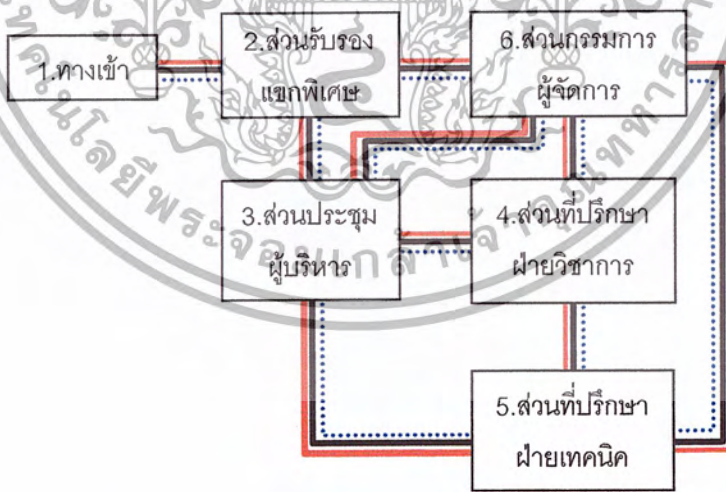 1.ทางเข้า
2.ส่วนรับรอง
แขกพิเศษ
6.ส่วนกรรมการ
ผู้จัดการ
3.ส่วนประชุม
ผู้บริหาร
4.ส่วนที่ปรึกษา
ฝ่ายวิชาการ
5.ส่วนที่ปรึกษา
ฝ่ายเทคนิค